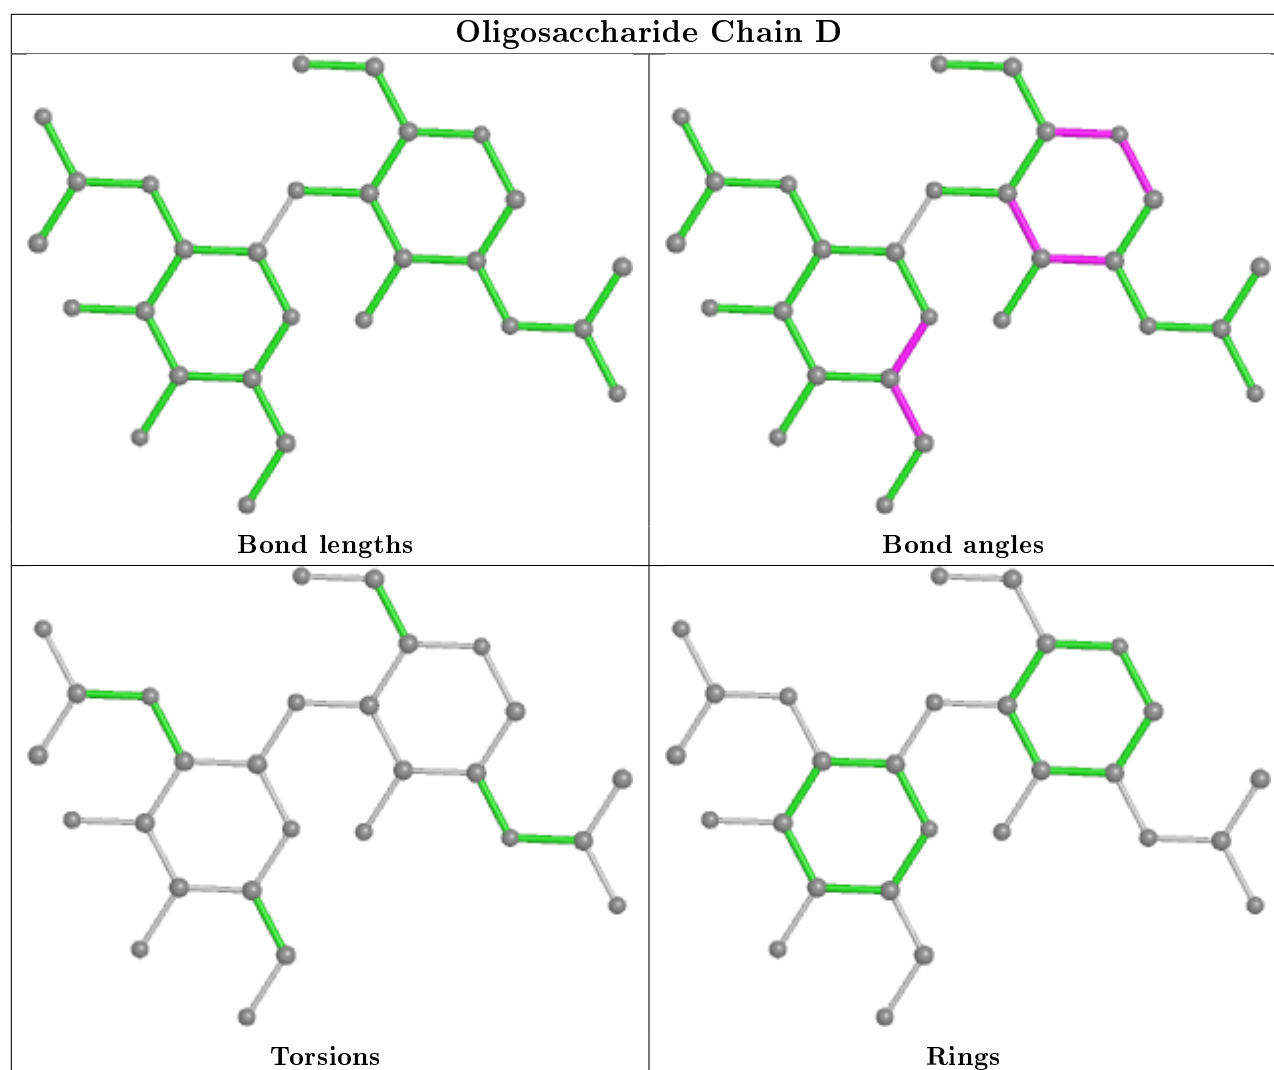 Oligosaccharide Chain D
Bond lengths
Bond angles
Torsions
Rings